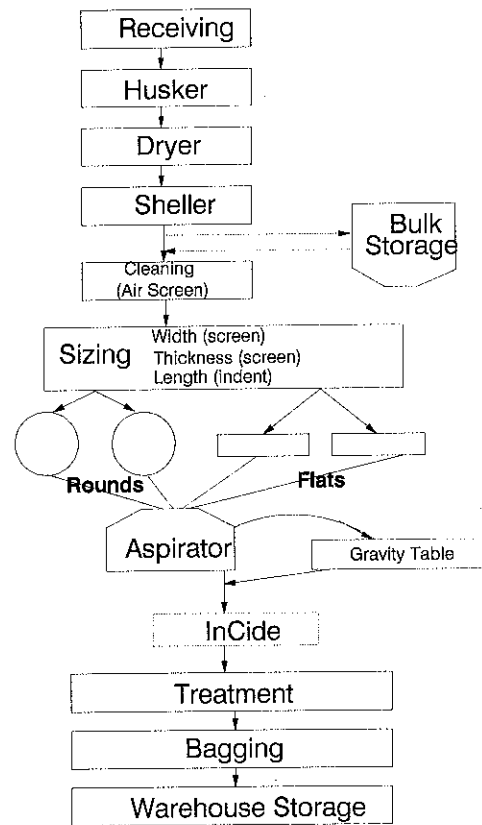 Receiving
Husker
Dryer
Sheller
Bulk
Storage
Cleaning
(Air Screen)
Sizing
Width (screen)
Thickness (screen)
Length (indent)
Rounds
Flats
Aspirator
Gravity Table
InCide
Treatment
Bagging
Warehouse Storage